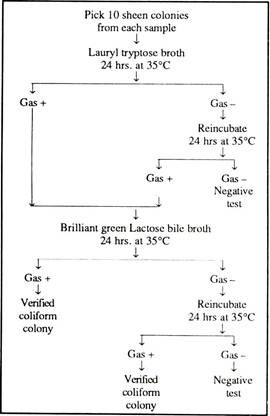 Pick 10 sheen colonies
from each sample
Lauryl tryptose broth
24 hrs. at 35°C
Gas +
Gas –
Reincubate
24 hrs at 35°C
Gas +
Gas –
Negative
test
Brilliant green Lactose bile broth
24 hrs. at 35°C
Gas +
Gas –
Verified
coliform
colony
Reincubate
24 hrs at 35°C
Gas +
Gas –
Verified
coliform
colony
Negative
test